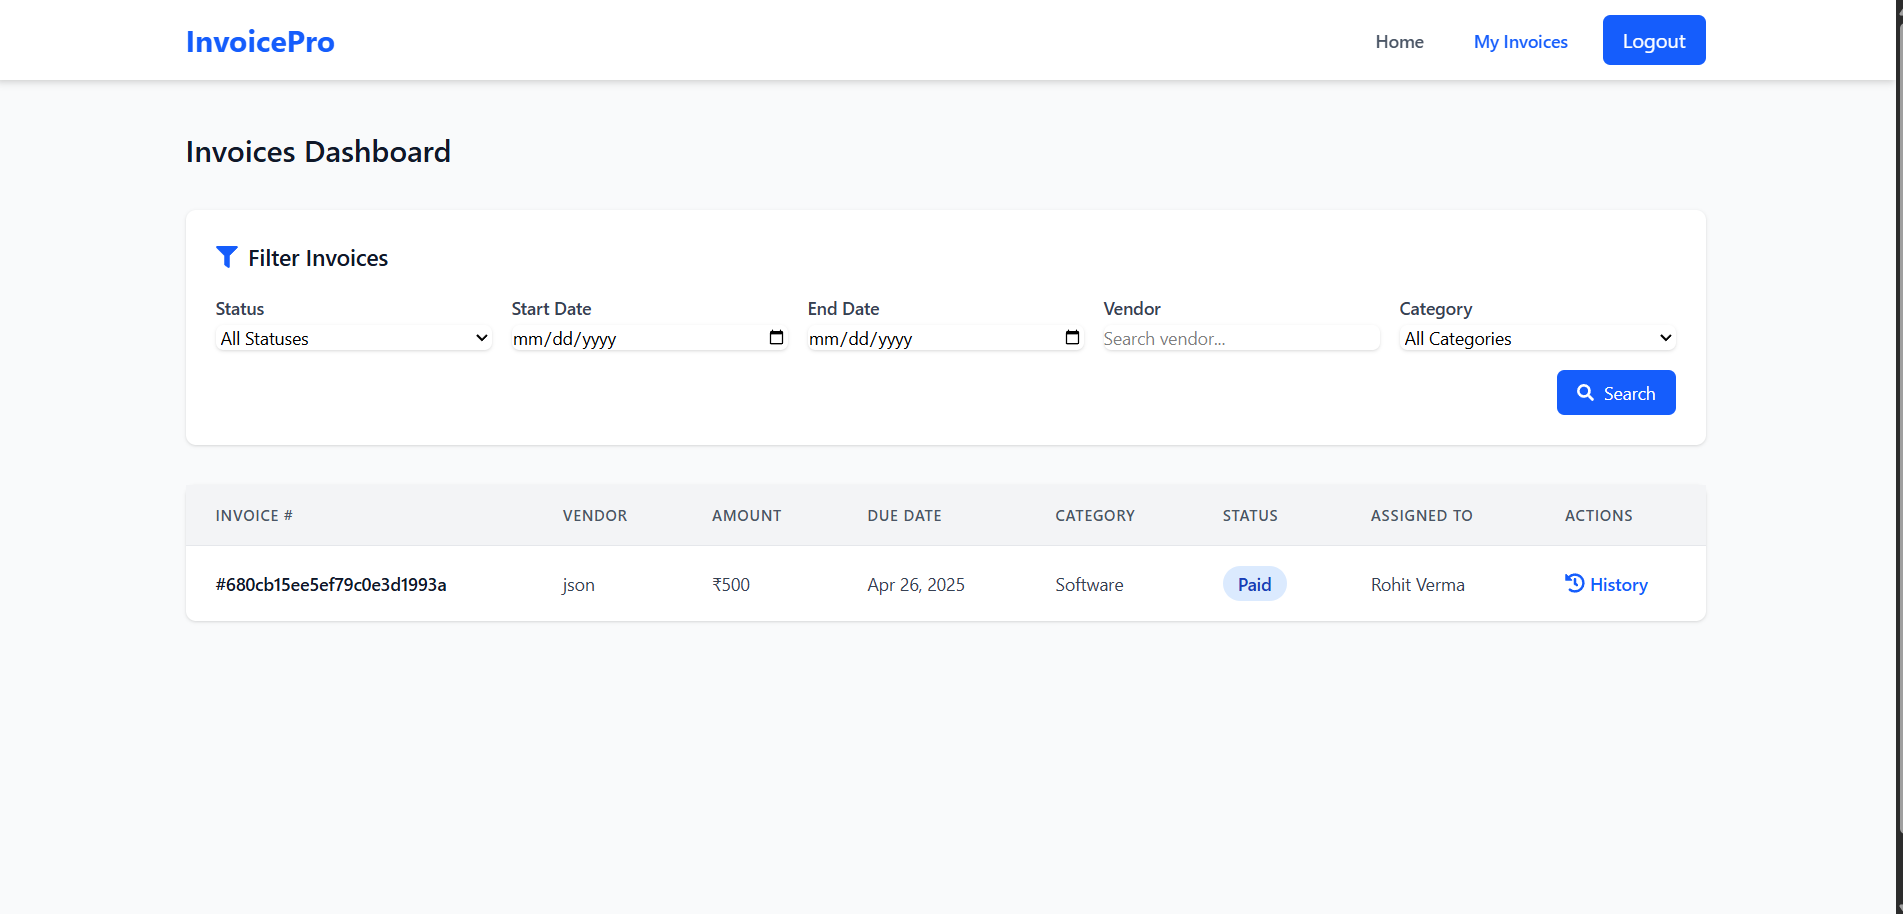 InvoicePro Home My Invoices Logout
Invoices Dashboard
Filter Invoices
Status Start Date End Date Vendor Category
All Statuses mm/dd/yyyy mm/dd/yyyy Search vendor... All Categories
Search
INVOICE # VENDOR AMOUNT DUE DATE CATEGORY STATUS ASSIGNED TO ACTIONS
#680cb15ee5ef79c0e3d1993a json ₹500 Apr 26, 2025 Software Paid Rohit Verma History